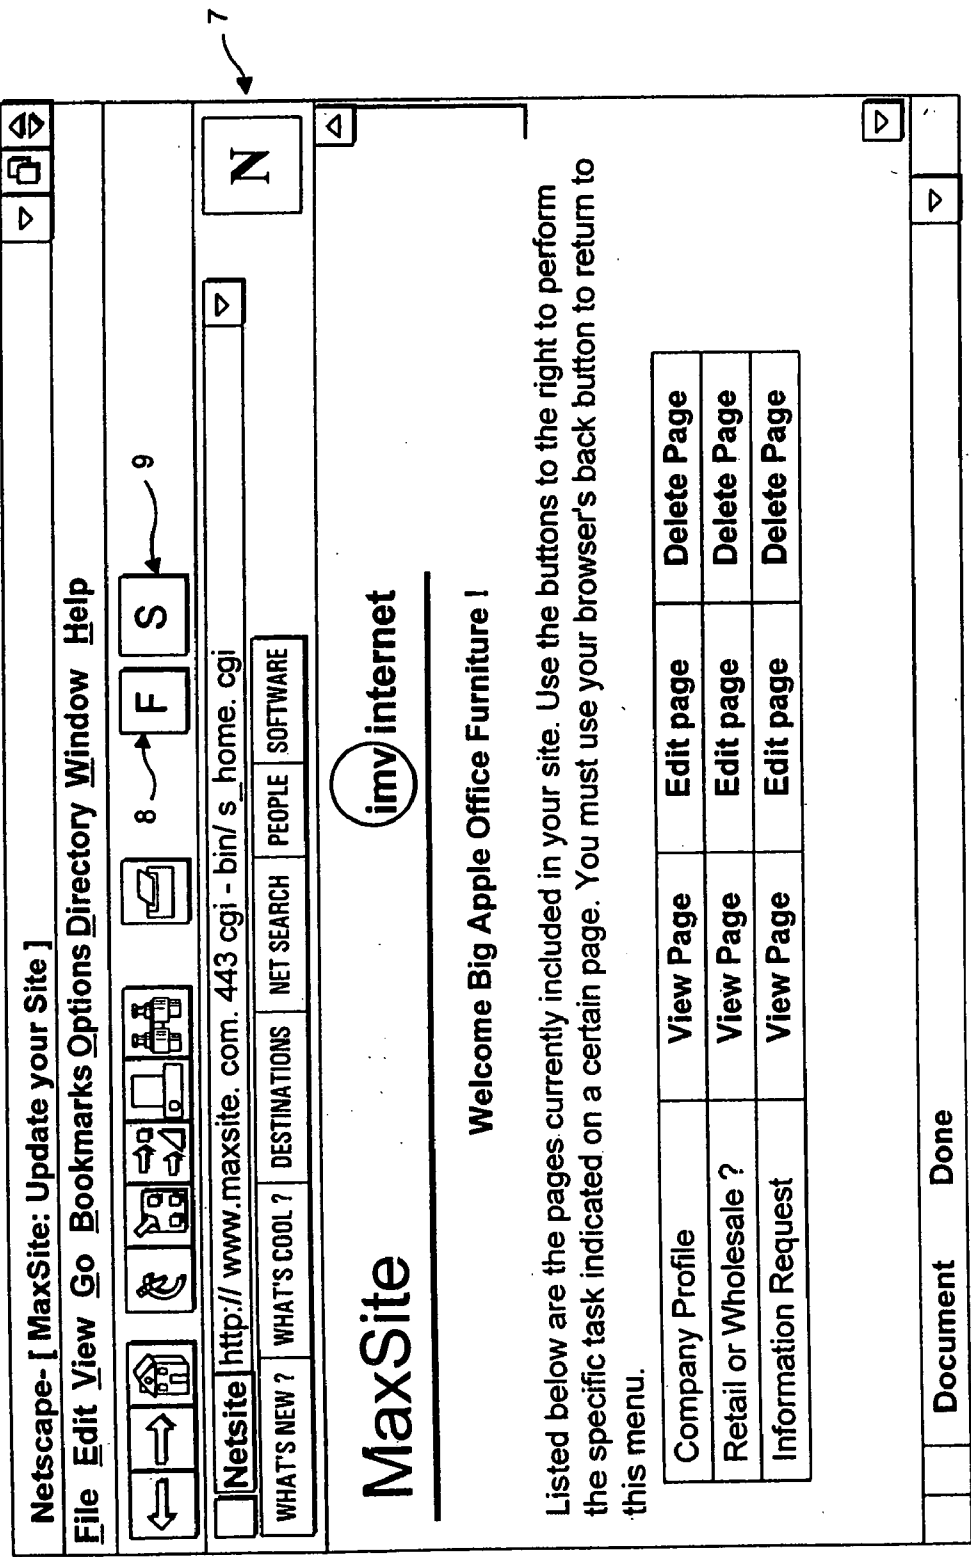 7
Netscape- [ MaxSite: Update your Site ]
File Edit View Go Bookmarks Options Directory Window Help
8 F S 9
Netsite http:// www.maxsite. com. 443 cgi - bin/ s_home. cgi
N
WHAT'S NEW ? WHAT'S COOL ? DESTINATIONS NET SEARCH PEOPLE SOFTWARE
MaxSite imv internet
Welcome Big Apple Office Furniture !
Listed below are the pages currently included in your site. Use the buttons to the right to perform
the specific task indicated on a certain page. You must use your browser's back button to return to
this menu.
Company Profile View Page Edit page Delete Page
Retail or Wholesale ? View Page Edit page Delete Page
Information Request View Page Edit page Delete Page
Document Done